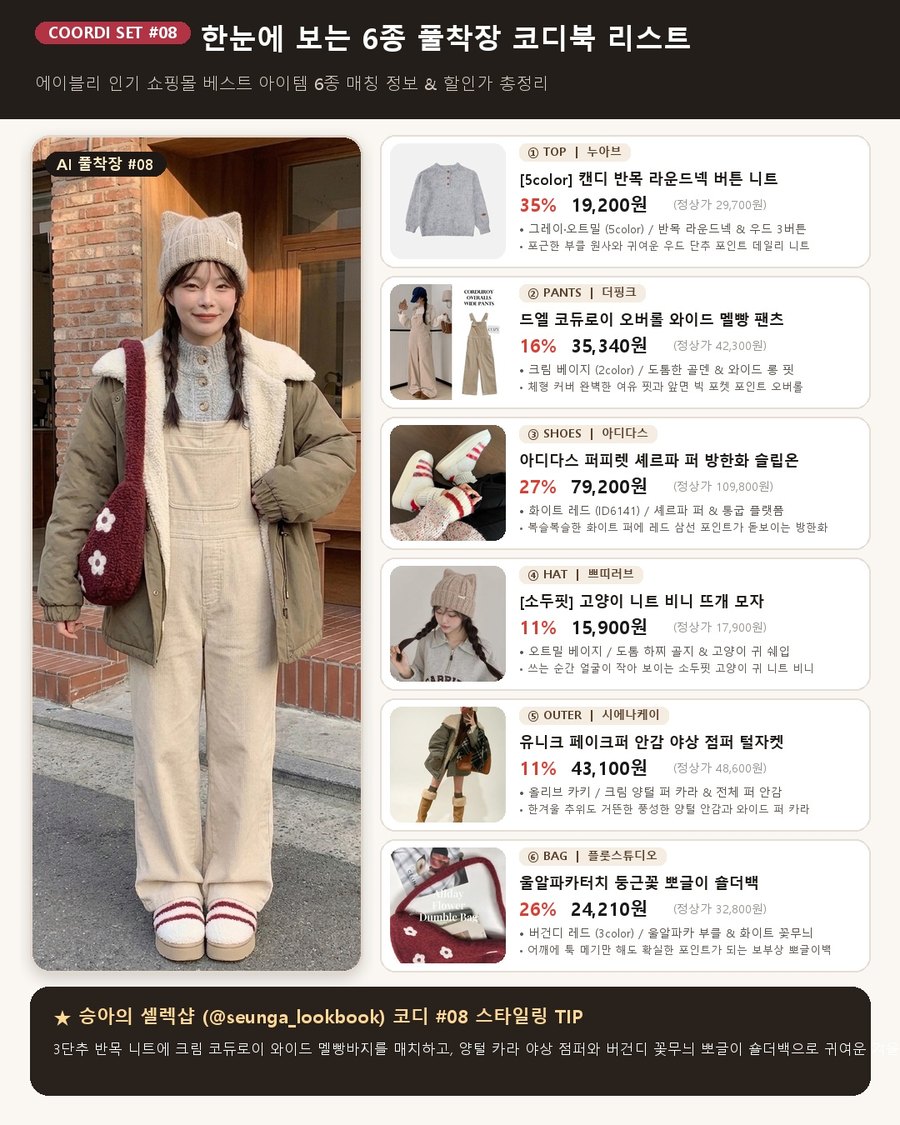 COORDI SET #08 한눈에 보는 6종 풀착장 코디북 리스트
에이블리 인기 쇼핑몰 베스트 아이템 6종 매칭 정보 & 할인가 총정리
AI 풀착장 #08
① TOP | 누아브
[5color] 캔디 반목 라운드넥 버튼 니트
35% 19,200원 (정상가 29,700원)
• 그레이·오트밀 (5color) / 반목 라운드넥 & 우드 3버튼
• 포근한 부클 원사와 귀여운 우드 단추 포인트 데일리 니트
CORDUROY
OVERALLS
WIDE PANTS
② PANTS | 더핑크
드엘 코듀로이 오버롤 와이드 멜빵 팬츠
16% 35,340원 (정상가 42,300원)
• 크림 베이지 (2color) / 도톰한 골덴 & 와이드 롱 핏
• 체형 커버 완벽한 여유 핏과 앞면 빅 포켓 포인트 오버롤
③ SHOES | 아디다스
아디다스 퍼피렛 셰르파 퍼 방한화 슬립온
27% 79,200원 (정상가 109,800원)
• 화이트 레드 (ID6141) / 셰르파 퍼 & 통굽 플랫폼
• 복슬복슬한 화이트 퍼에 레드 삼선 포인트가 돋보이는 방한화
④ HAT | 쁘띠러브
[소두핏] 고양이 니트 비니 뜨개 모자
11% 15,900원 (정상가 17,900원)
• 오트밀 베이지 / 도톰 하찌 골지 & 고양이 귀 쉐입
• 쓰는 순간 얼굴이 작아 보이는 소두핏 고양이 귀 니트 비니
⑤ OUTER | 시에나케이
유니크 페이크퍼 안감 야상 점퍼 털자켓
11% 43,100원 (정상가 48,600원)
• 올리브 카키 / 크림 양털 퍼 카라 & 전체 퍼 안감
• 한겨울 추위도 거뜬한 풍성한 양털 안감과 와이드 퍼 카라
Allday
Flower
Dumble Bag
⑥ BAG | 플롯스튜디오
울알파카터치 둥근꽃 뽀글이 숄더백
26% 24,210원 (정상가 32,800원)
• 버건디 레드 (3color) / 울알파카 부클 & 화이트 꽃무늬
• 어깨에 툭 메기만 해도 확실한 포인트가 되는 보부상 뽀글이백
★ 승아의 셀렉샵 (@seunga_lookbook) 코디 #08 스타일링 TIP
3단추 반목 니트에 크림 코듀로이 와이드 멜빵바지를 매치하고, 양털 카라 야상 점퍼와 버건디 꽃무늬 뽀글이 숄더백으로 귀여운